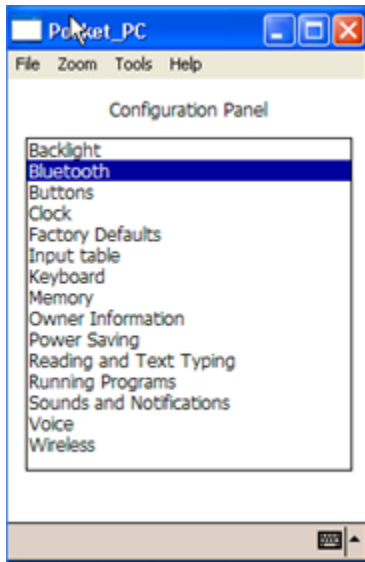 Pocket_PC
File Zoom Tools Help
Configuration Panel
Backlight
Bluetooth
Buttons
Clock
Factory Defaults
Input table
Keyboard
Memory
Owner Information
Power Saving
Reading and Text Typing
Running Programs
Sounds and Notifications
Voice
Wireless